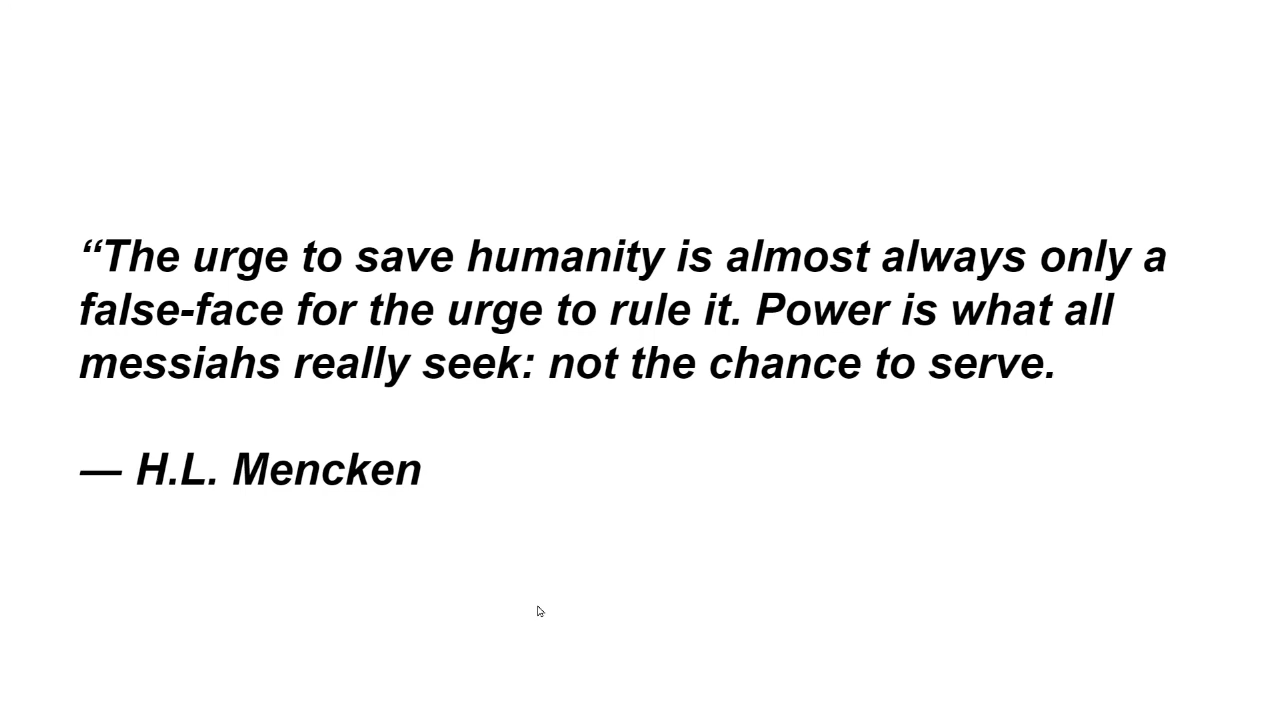 “The urge to save humanity is almost always only a
false-face for the urge to rule it. Power is what all
messiahs really seek: not the chance to serve.
— H.L. Mencken